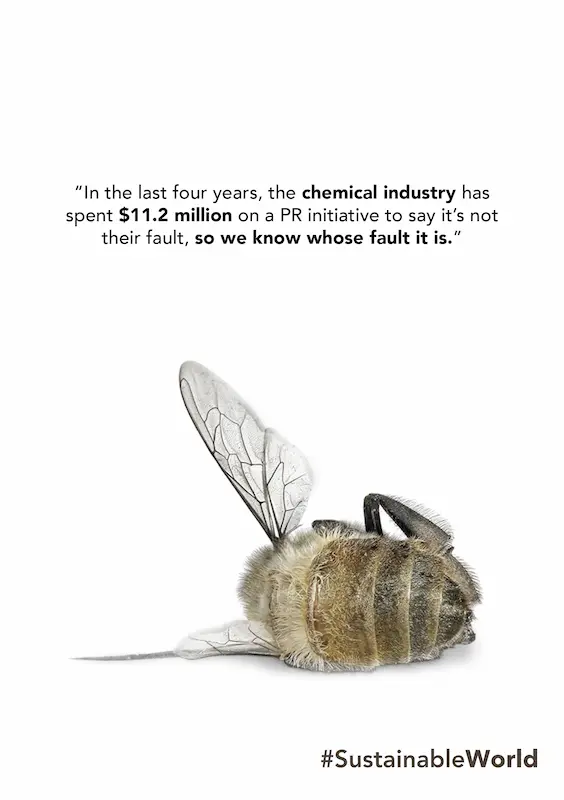 “In the last four years, the chemical industry has
spent $11.2 million on a PR initiative to say it’s not
their fault, so we know whose fault it is.”
#SustainableWorld